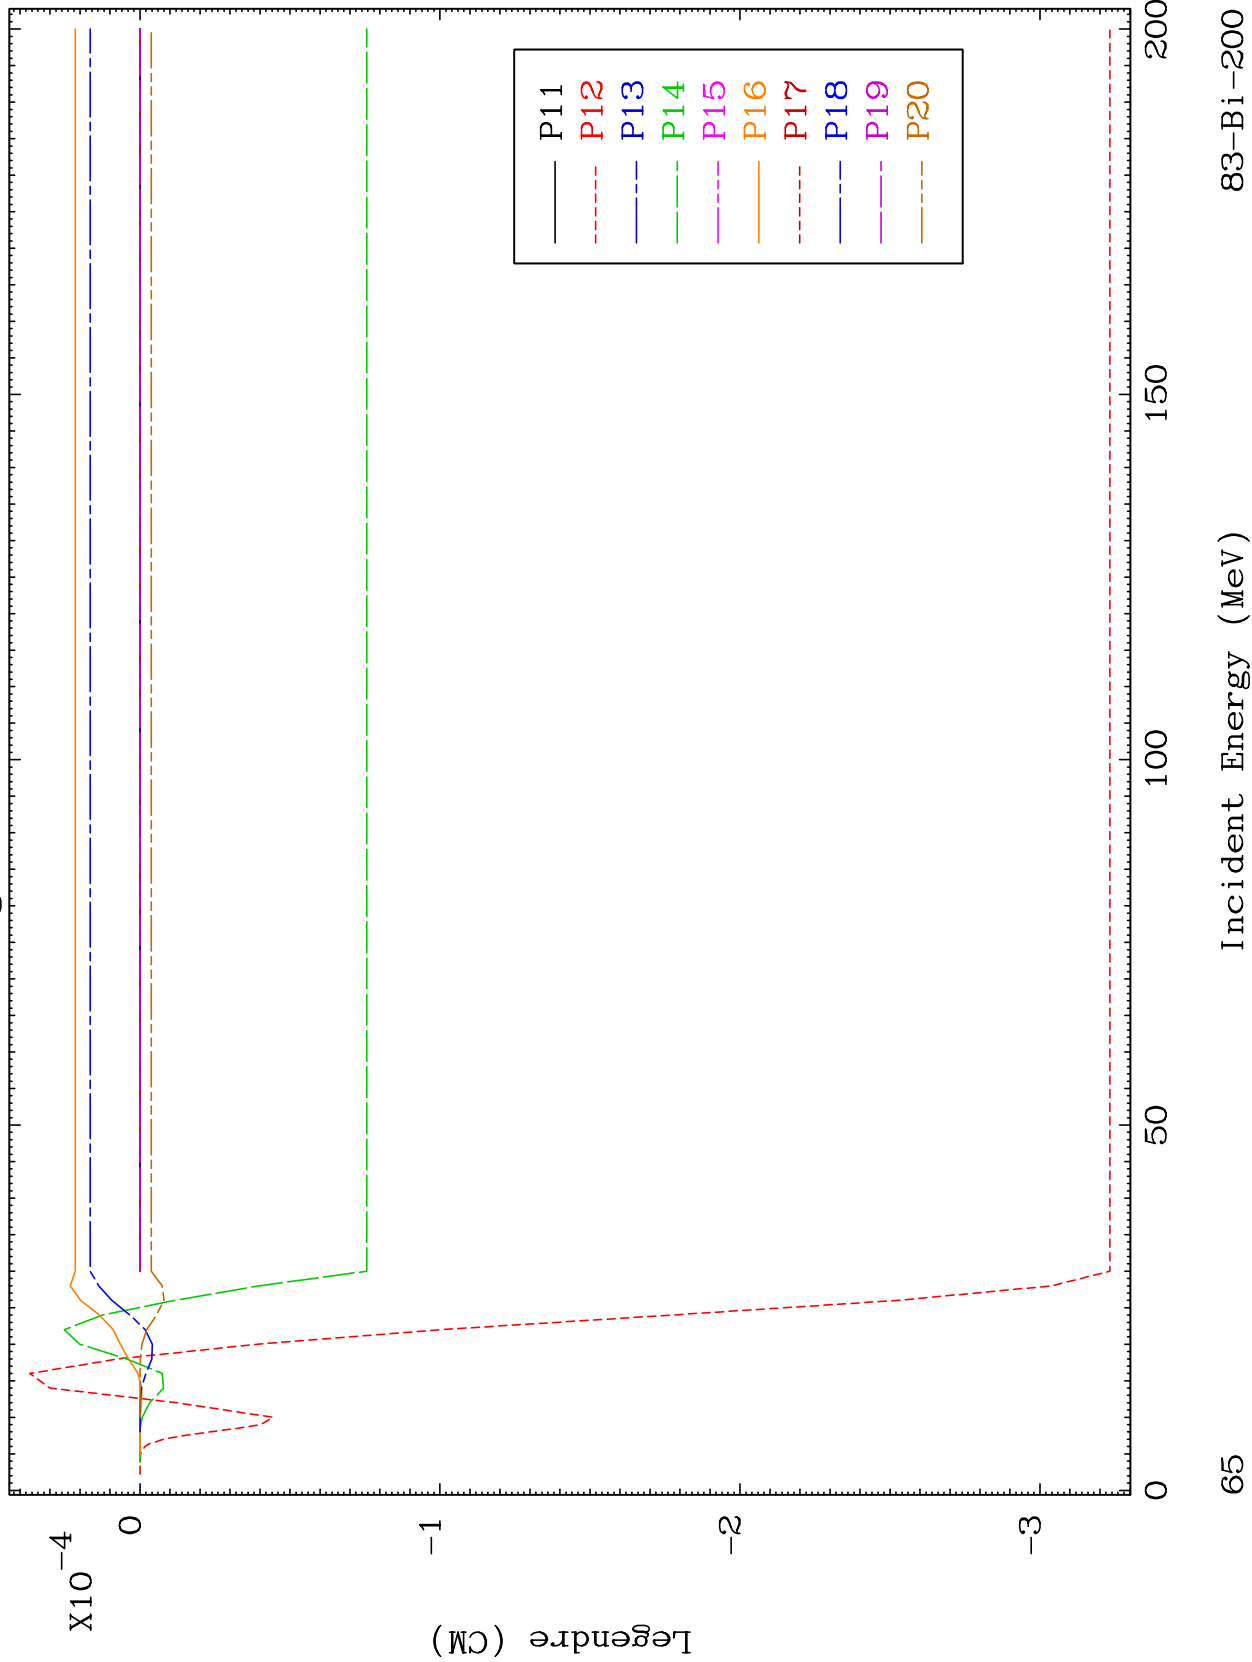 X10-4
0
-1
-2
-3
Legendre (CM)
P11
P12
P13
P14
P15
P16
P17
P18
P19
P20
0
50
100
150
200
65
Incident Energy (MeV)
83-Bi-200